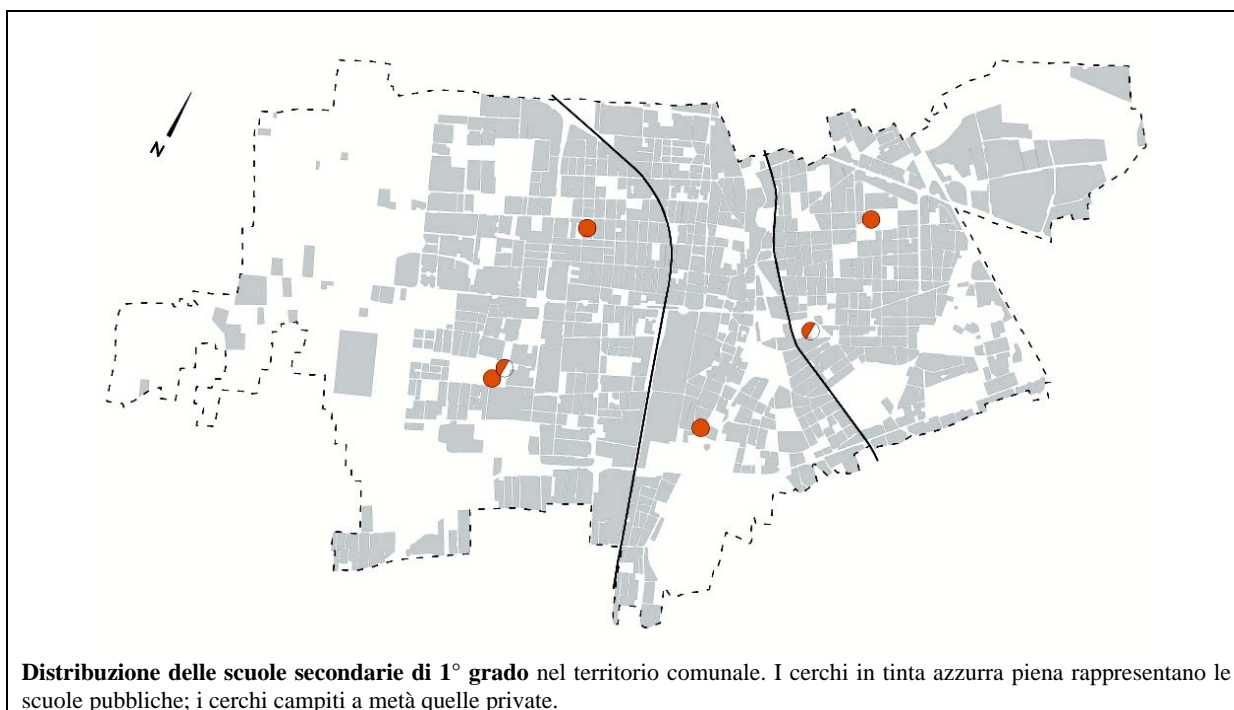 N
Distribuzione delle scuole secondarie di 1° grado nel territorio comunale. I cerchi in tinta azzurra piena rappresentano le
scuole pubbliche; i cerchi campiti a metà quelle private.